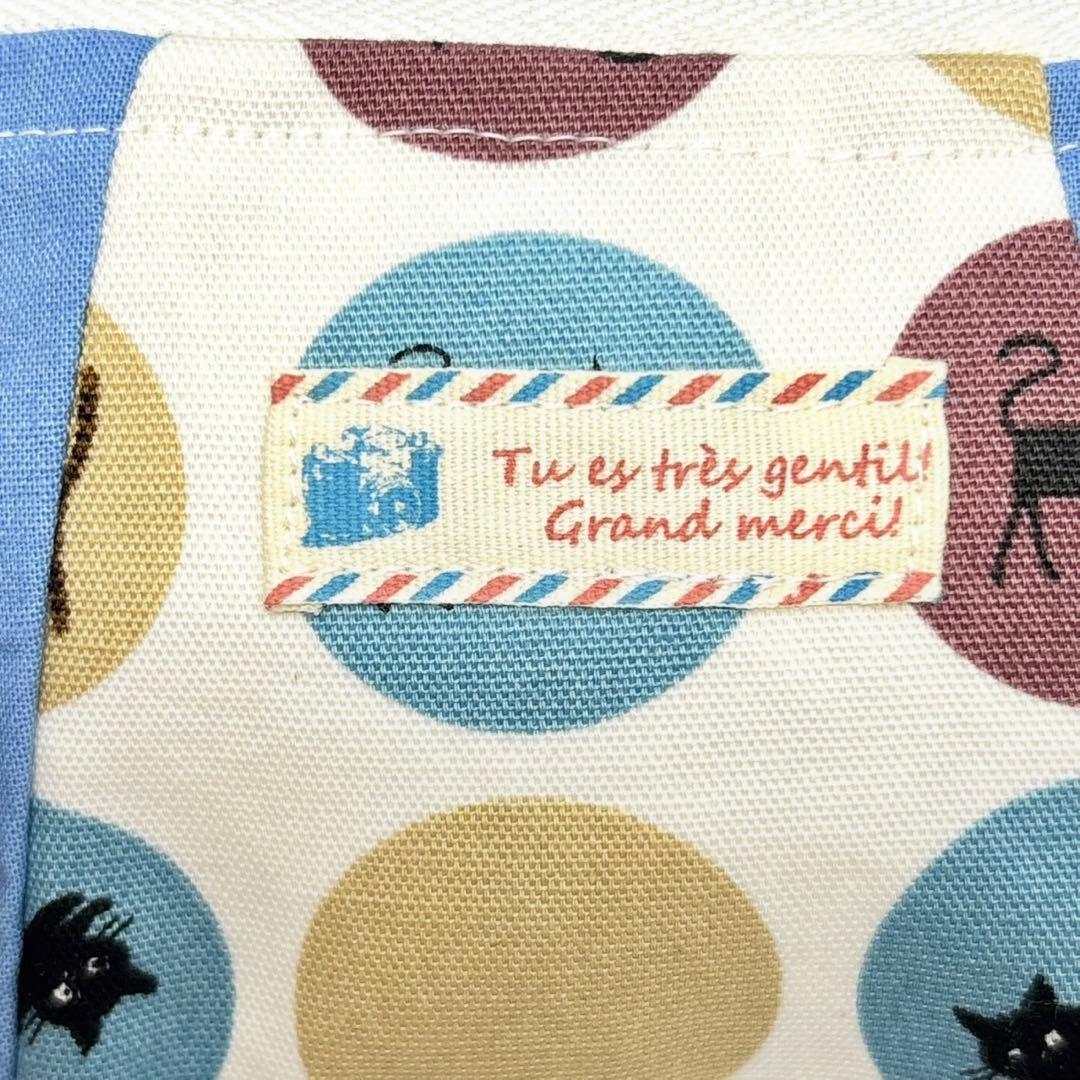 Tu es très gentil!
Grand merci!